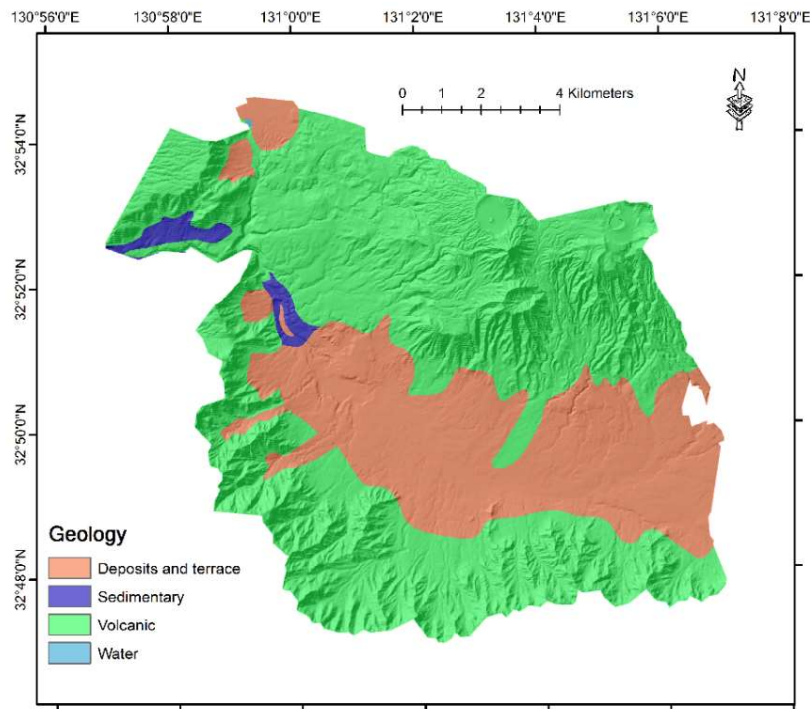 130°56'0"E 130°58'0"E 131°0'0"E 131°2'0"E 131°4'0"E 131°6'0"E 131°8'0"E
0 1 2 4 Kilometers
N
32°54'0"N
32°52'0"N
32°50'0"N
32°48'0"N
Geology
Deposits and terrace
Sedimentary
Volcanic
Water